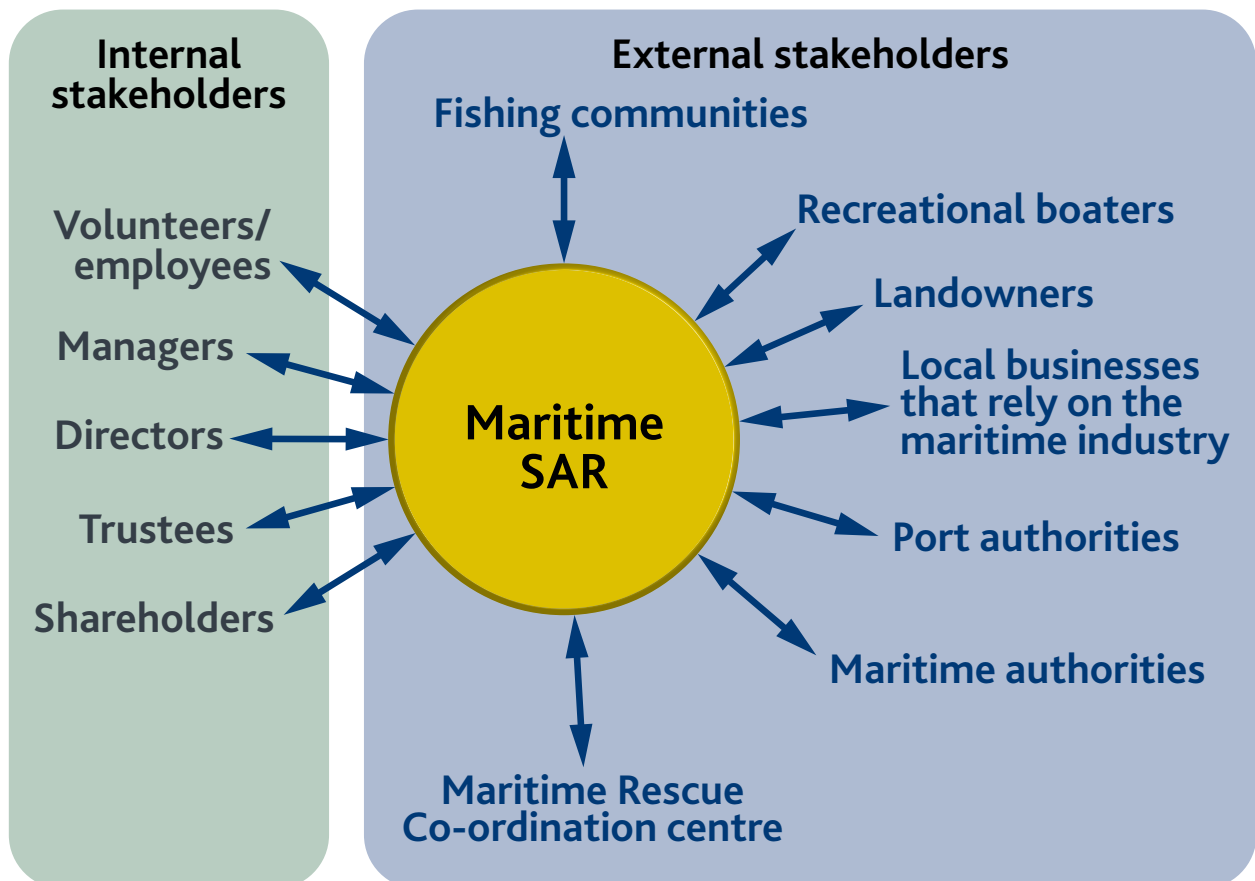 Internal
stakeholders
Volunteers/
employees
Managers
Directors
Trustees
Shareholders
External stakeholders
Fishing communities
Recreational boaters
Landowners
Local businesses
that rely on the
maritime industry
Port authorities
Maritime authorities
Maritime Rescue
Co-ordination centre
Maritime
SAR